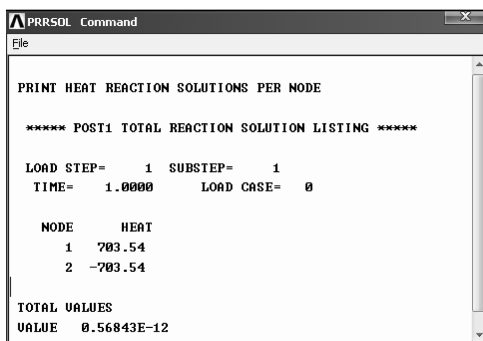 PRRSOL Command
File
PRINT HEAT REACTION SOLUTIONS PER NODE
***** POST1 TOTAL REACTION SOLUTION LISTING *****
LOAD STEP= 1 SUBSTEP= 1
TIME= 1.0000 LOAD CASE= 0
NODE HEAT
1 703.54
2 -703.54
TOTAL VALUES
VALUE 0.56843E-12